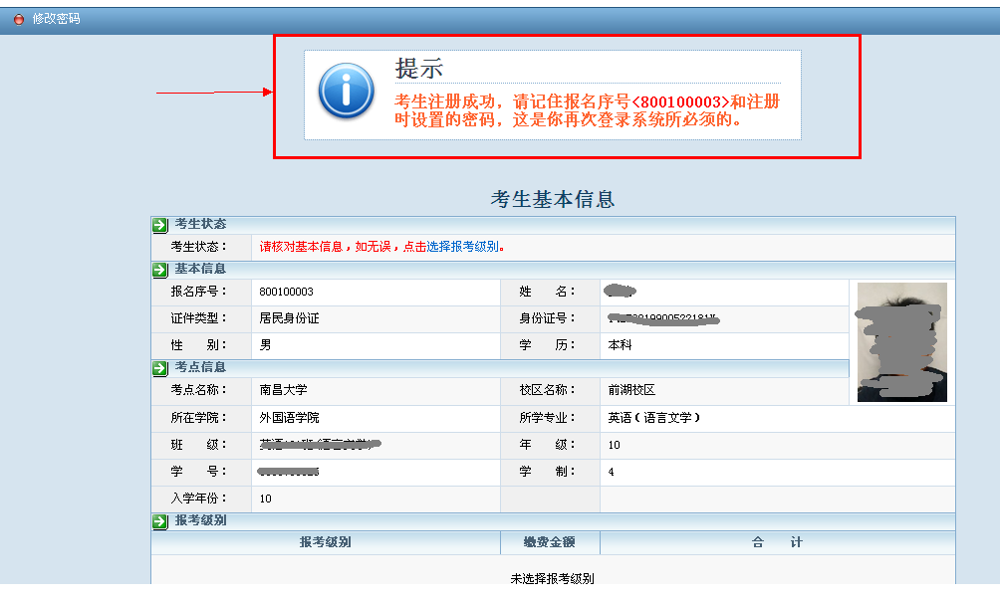 修改密码
提示
考生注册成功，请记住报名序号<800100003>和注册
时设置的密码，这是你再次登录系统所必须的。
考生基本信息
考生状态
考生状态： 请核对基本信息，如无误，点击选择报考级别。
基本信息
报名序号： 800100003 姓 名：
证件类型： 居民身份证 身份证号：
性 别： 男 学 历： 本科
考点信息
考点名称： 南昌大学 校区名称： 前湖校区
所在学院： 外国语学院 所学专业： 英语（语言文学）
班 级： 年 级： 10
学 号： 学 制： 4
入学年份： 10
报考级别
报考级别 缴费金额 合 计
未选择报考级别